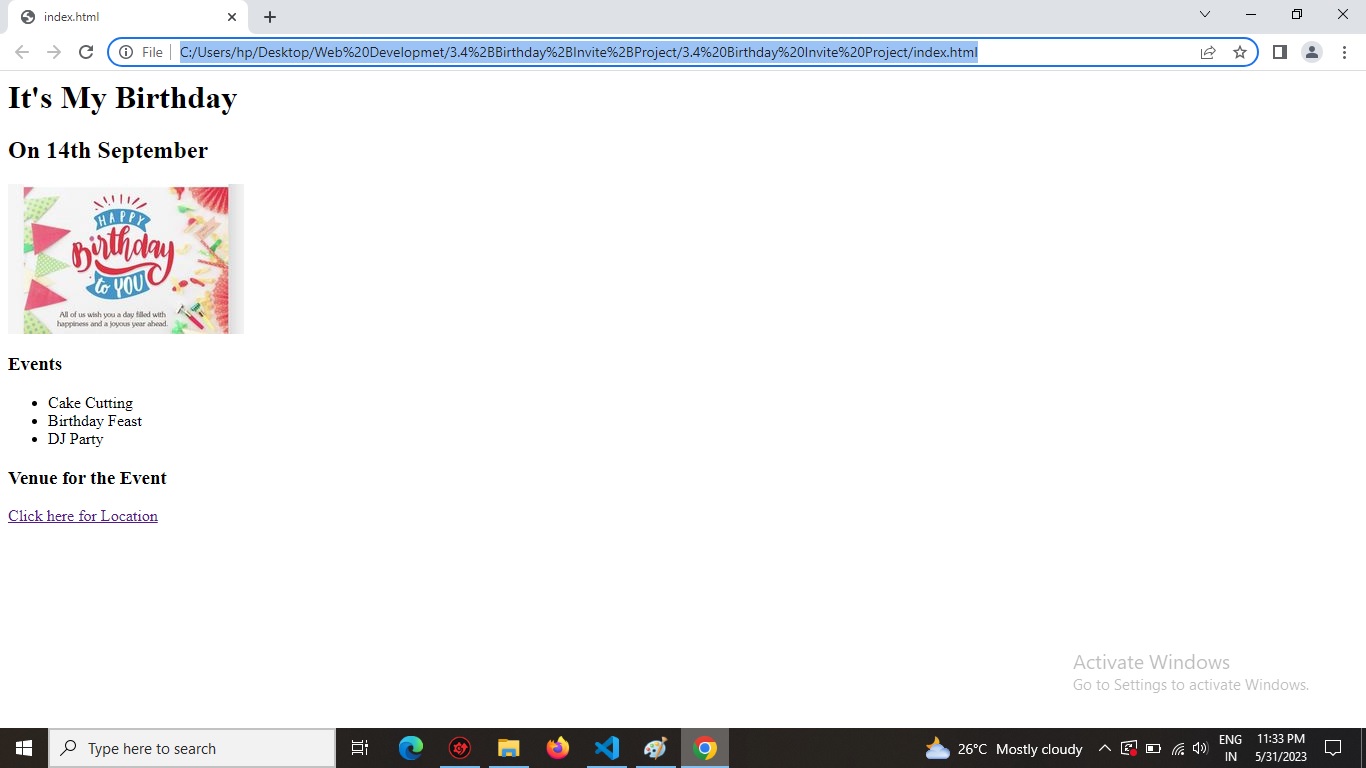 index.html
File
C:/Users/hp/Desktop/Web%20Developmet/3.4%2BBirthday%2BInvite%2BProject/3.4%20Birthday%20Invite%20Project/index.html
It's My Birthday
On 14th September
HAPPY
Birthday
to YOU
All of us wish you a day filled with
happiness and a joyous year ahead.
Events
Cake Cutting
Birthday Feast
DJ Party
Venue for the Event
Click here for Location
Activate Windows
Go to Settings to activate Windows.
Type here to search
26°C Mostly cloudy
ENG
IN
11:33 PM
5/31/2023